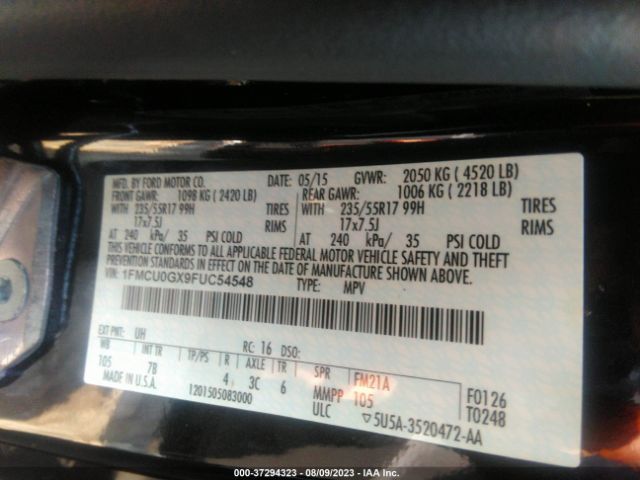 MFD. BY FORD MOTOR CO. DATE: 05/15 GVWR: 2050 KG ( 4520 LB)
FRONT GAWR: 1098 KG ( 2420 LB) REAR GAWR: 1006 KG ( 2218 LB)
WITH 235/55R17 99H TIRES WITH 235/55R17 99H TIRES
17x7.5J RIMS 17x7.5J RIMS
AT 240 kPa/ 35 PSI COLD AT 240 kPa/ 35 PSI COLD
THIS VEHICLE CONFORMS TO ALL APPLICABLE FEDERAL MOTOR VEHICLE SAFETY AND THEFT
PREVENTION STANDARDS IN EFFECT ON THE DATE OF MANUFACTURE SHOWN ABOVE.
VIN: 1FMCU0GX9FUC54548 TYPE: MPV
EXT PNT: UH RC: 16 DSO:
WB INT TR TP/PS R AXLE TR SPR FM21A F0126
105 7B 4 3C 6 MMPP 105 T0248
MADE IN U.S.A. 1201505083000 ULC ▽5U5A-3520472-AA
000-37294323 - 08/09/2023 - IAA Inc.